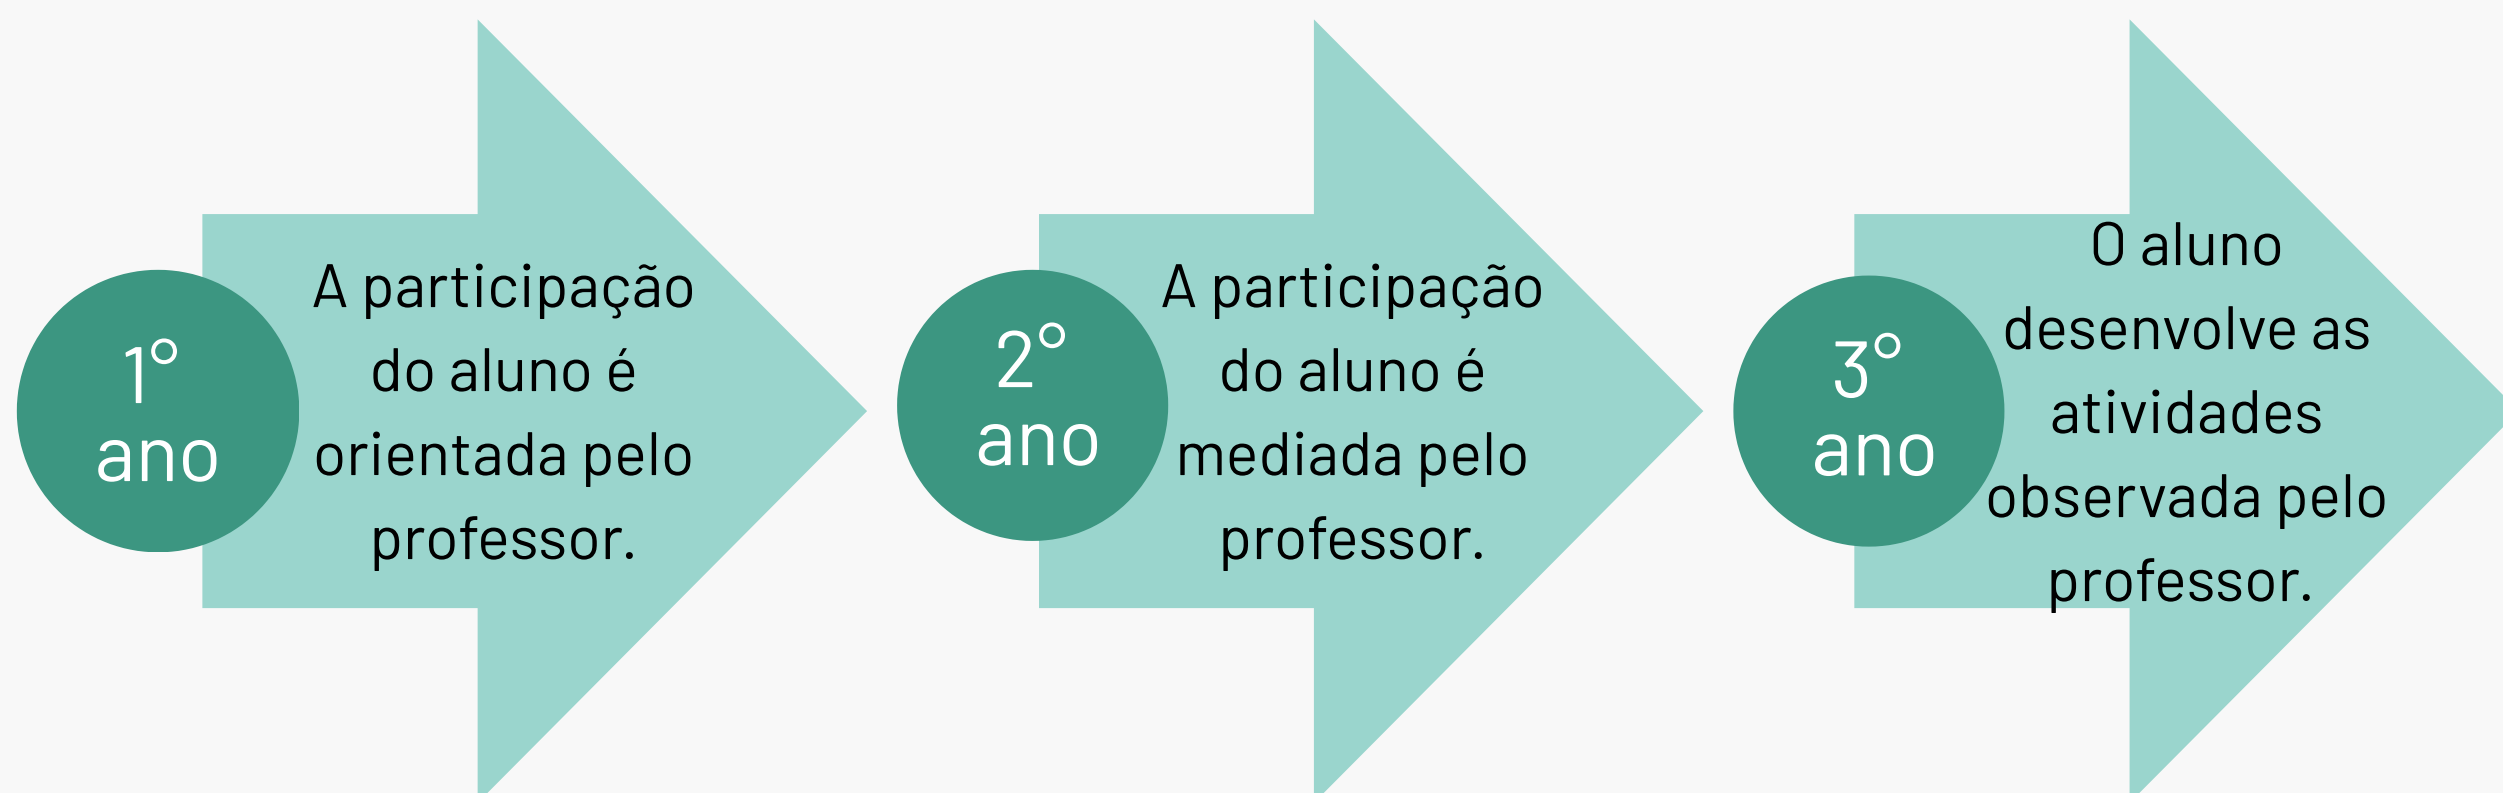 1°
ano
A participação
do aluno é
orientada pelo
professor.
2°
ano
A participação
do aluno é
mediada pelo
professor.
3°
ano
O aluno
desenvolve as
atividades
observada pelo
professor.